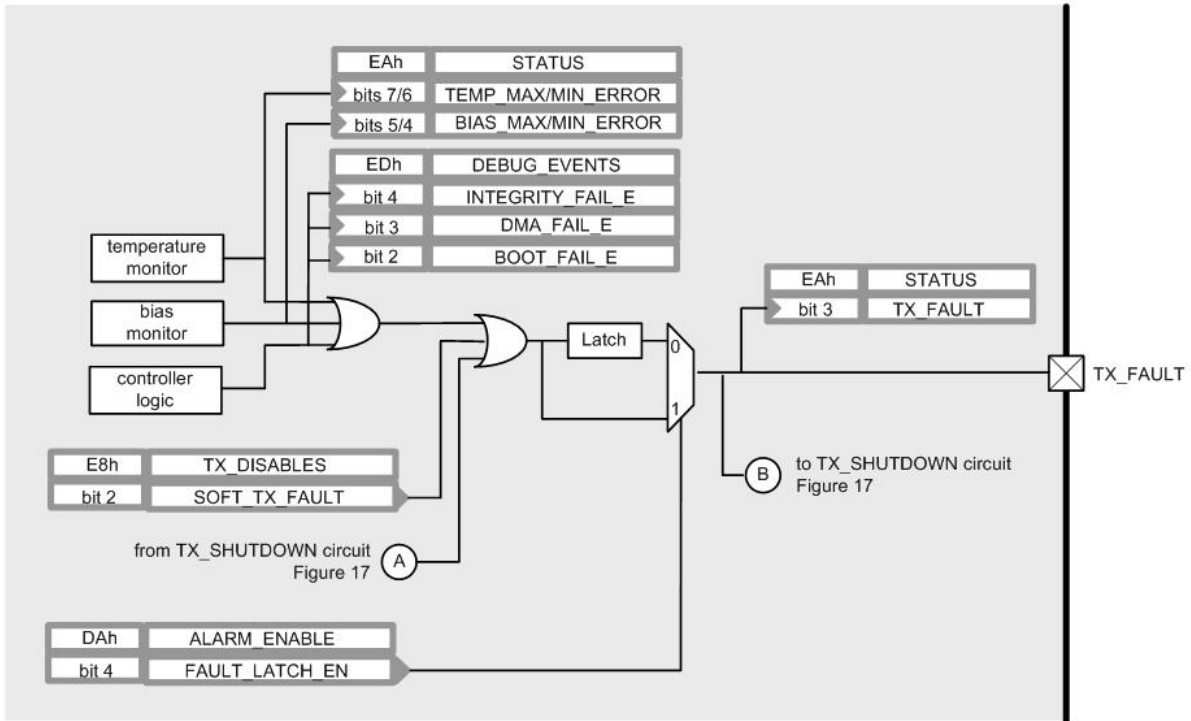 EAh STATUS
bits 7/6 TEMP_MAX/MIN_ERROR
bits 5/4 BIAS_MAX/MIN_ERROR
EDh DEBUG_EVENTS
bit 4 INTEGRITY_FAIL_E
bit 3 DMA_FAIL_E
bit 2 BOOT_FAIL_E
temperature
monitor
bias
monitor
controller
logic
EAh STATUS
bit 3 TX_FAULT
Latch
0
1
TX_FAULT
E8h TX_DISABLES
bit 2 SOFT_TX_FAULT
B
to TX_SHUTDOWN circuit
Figure 17
from TX_SHUTDOWN circuit
Figure 17
A
DAh ALARM_ENABLE
bit 4 FAULT_LATCH_EN